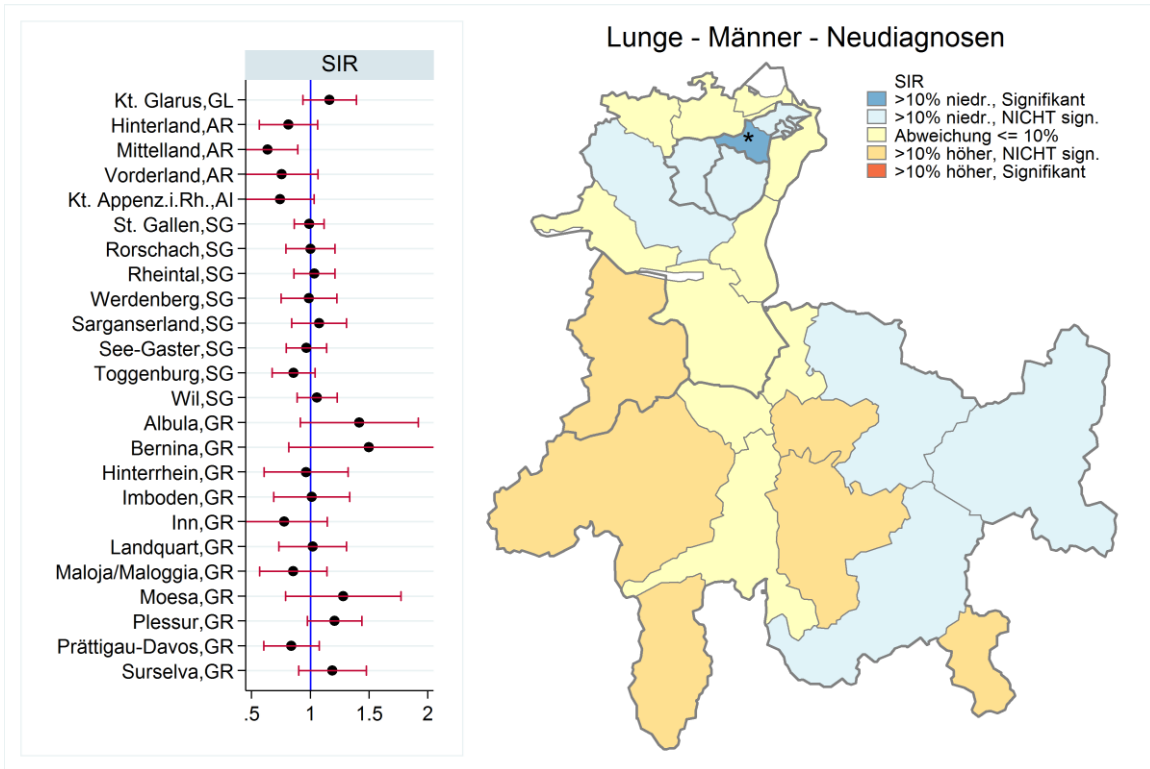 SIR
Kt. Glarus,GL
Hinterland,AR
Mittelland,AR
Vorderland,AR
Kt. Appenz.i.Rh.,AI
St. Gallen,SG
Rorschach,SG
Rheintal,SG
Werdenberg,SG
Sarganserland,SG
See-Gaster,SG
Toggenburg,SG
Wil,SG
Albula,GR
Bernina,GR
Hinterrhein,GR
Imboden,GR
Inn,GR
Landquart,GR
Maloja/Maloggia,GR
Moesa,GR
Plessur,GR
Prättigau-Davos,GR
Surselva,GR
.5 1 1.5 2
Lunge - Männer - Neudiagnosen
SIR
>10% niedr., Signifikant
>10% niedr., NICHT sign.
Abweichung <= 10%
>10% höher, NICHT sign.
>10% höher, Signifikant
*